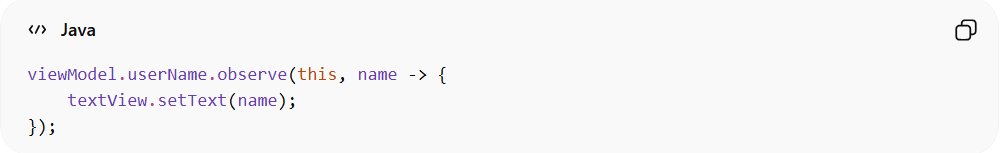 </> Java
viewModel.userName.observe(this, name -> {
    textView.setText(name);
});